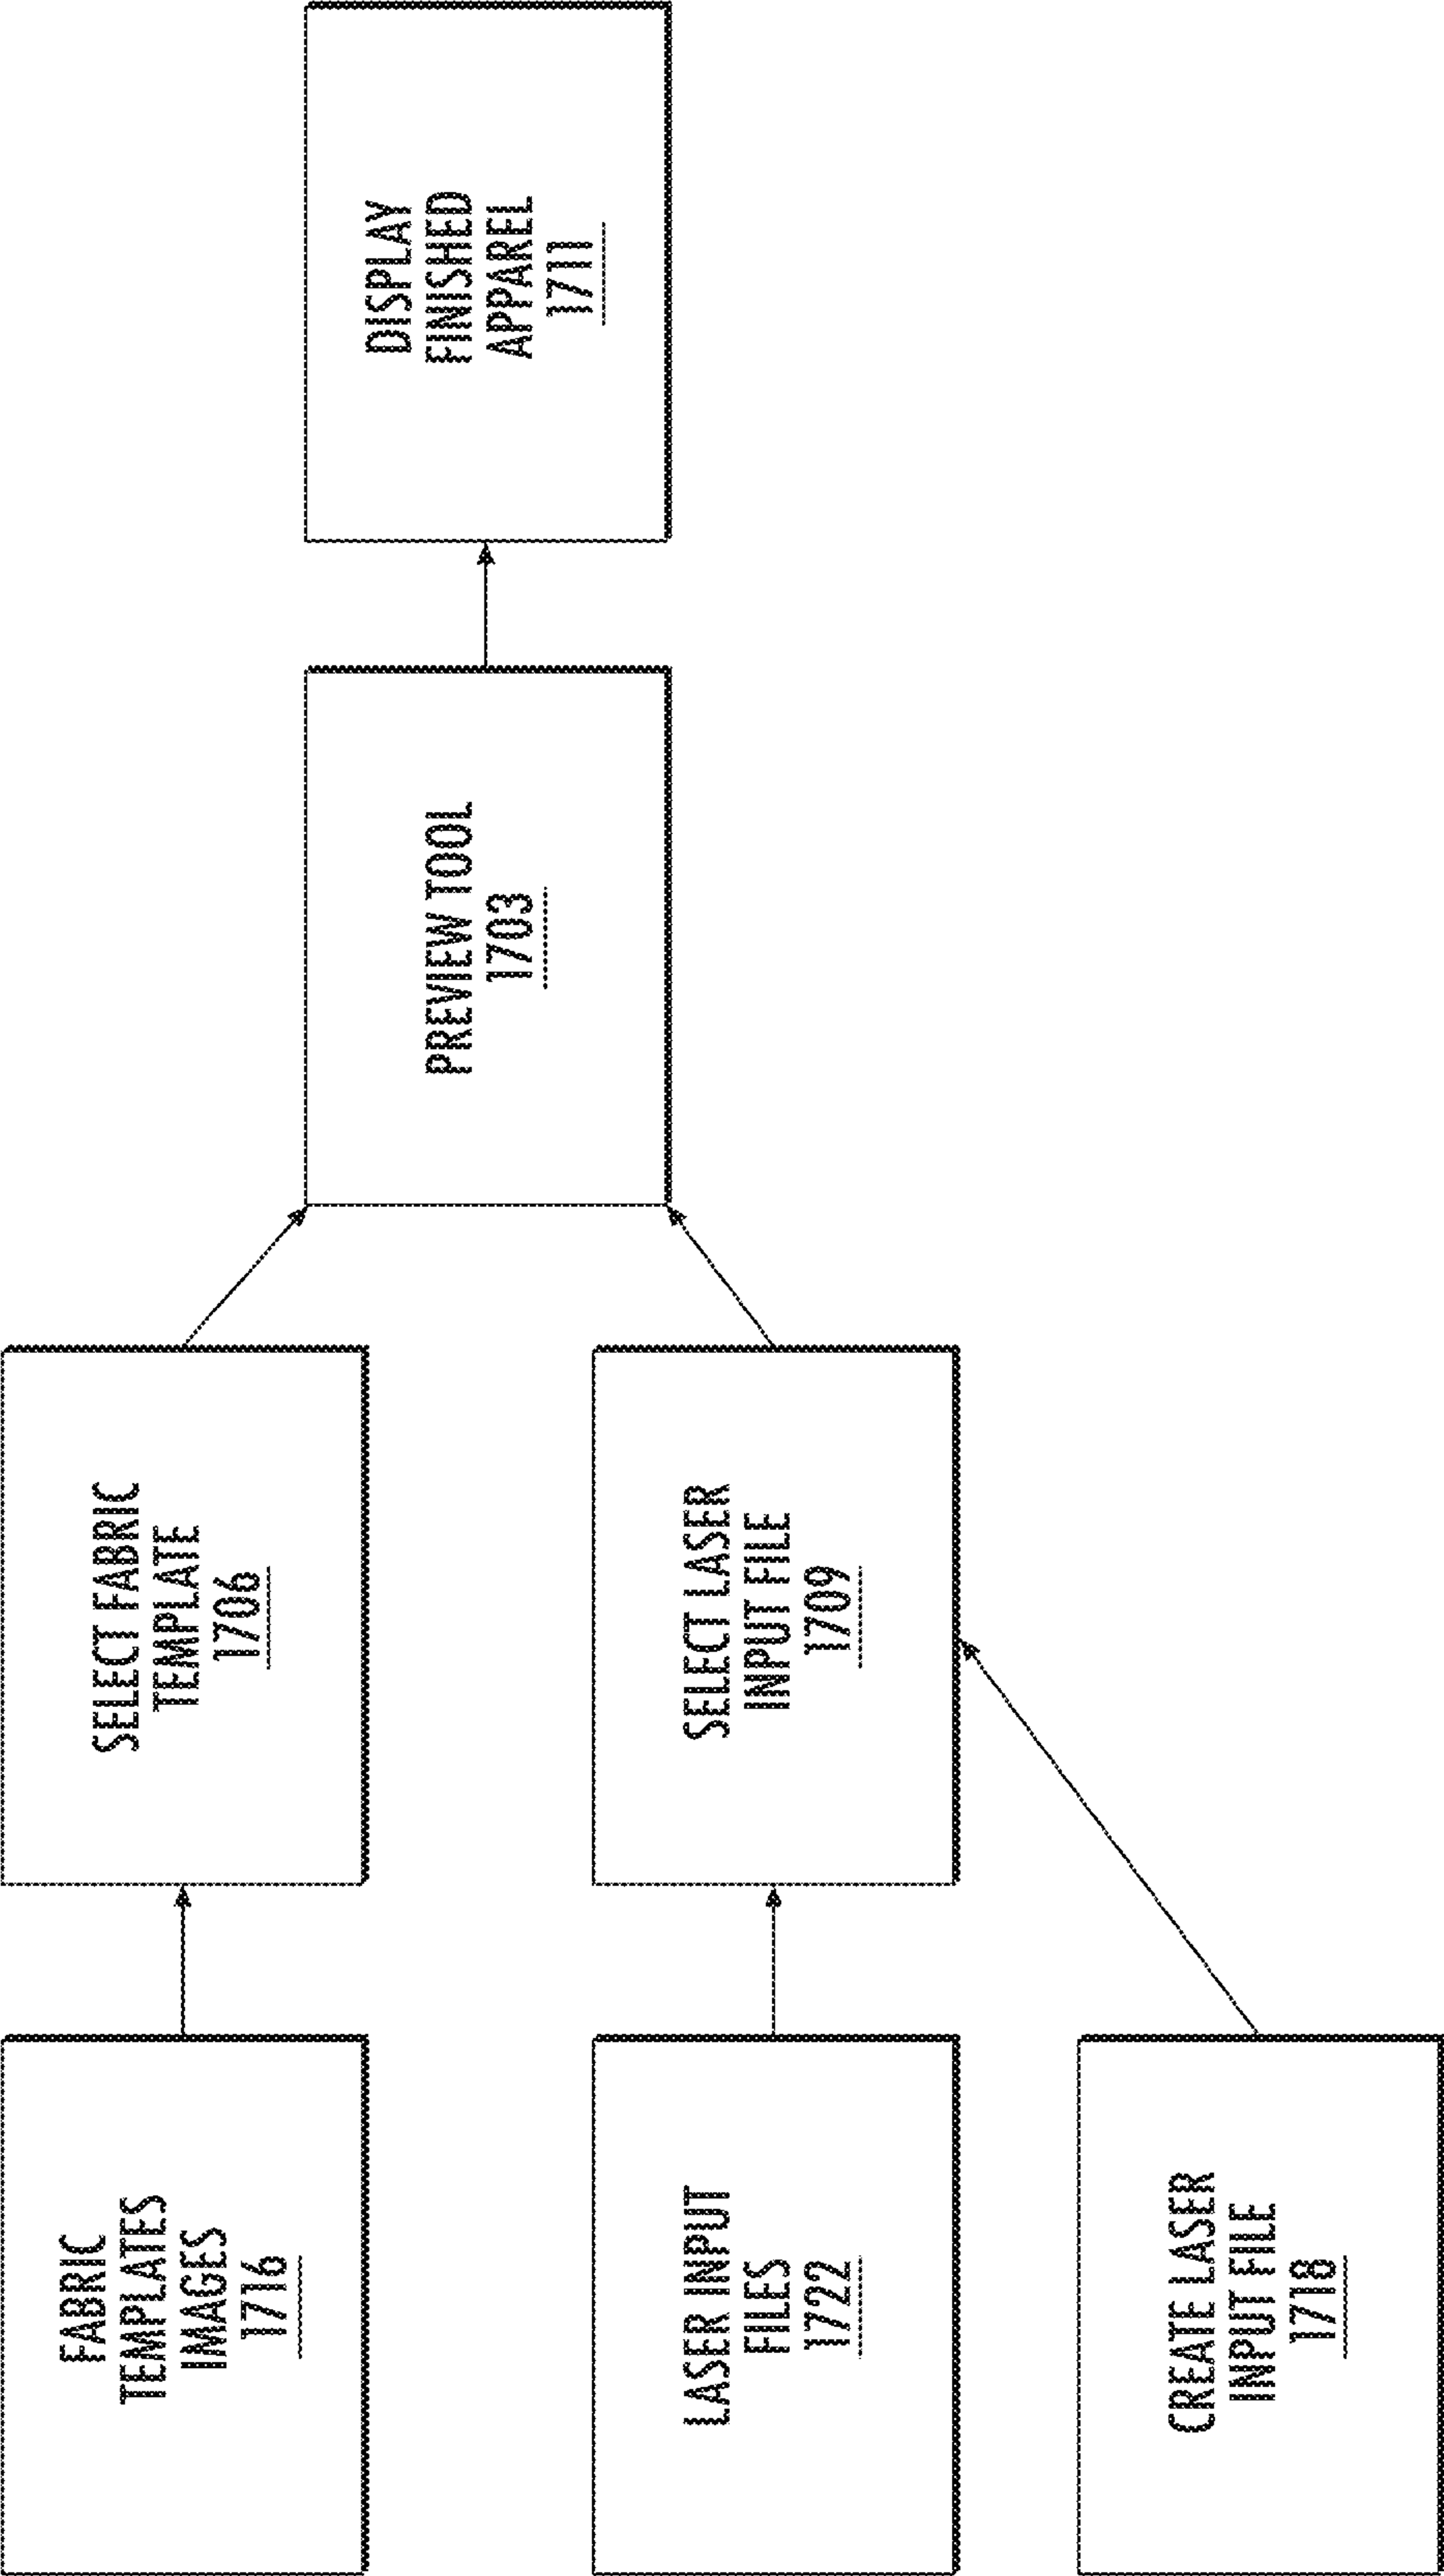 FABRIC
TEMPLATES
IMAGES
1716
SELECT FABRIC
TEMPLATE
1706
PREVIEW TOOL
1703
DISPLAY
FINISHED
APPAREL
1711
LASER INPUT
FILES
1722
SELECT LASER
INPUT FILE
1709
CREATE LASER
INPUT FILE
1718